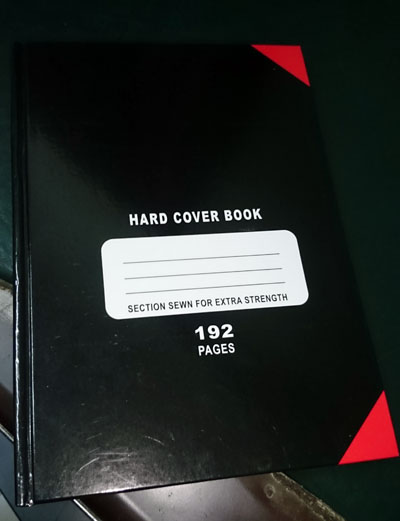 HARD COVER BOOK
SECTION SEWN FOR EXTRA STRENGTH
192
PAGES